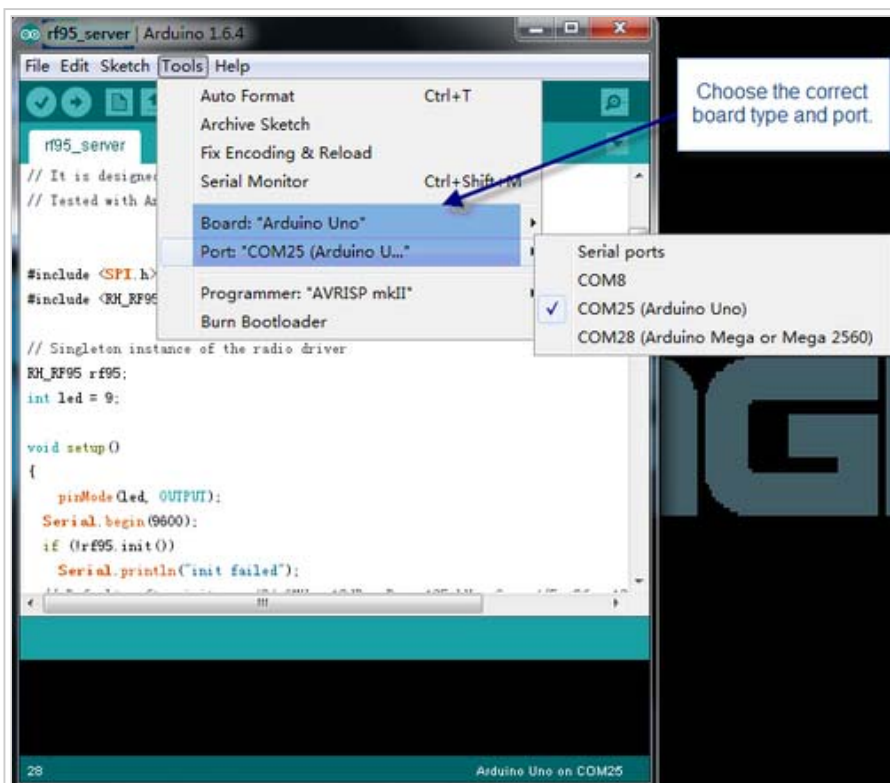 rf95_server | Arduino 1.6.4
File Edit Sketch Tools Help
Auto Format Ctrl+T
Archive Sketch
Fix Encoding & Reload
Serial Monitor Ctrl+Shift+M
Board: "Arduino Uno"
Port: "COM25 (Arduino U..."
Programmer: "AVRISP mkII"
Burn Bootloader
Serial ports
COM8
COM25 (Arduino Uno)
COM28 (Arduino Mega or Mega 2560)
Choose the correct
board type and port.
rf95_server
// It is designed
// Tested with
#include <SPI.h>
#include <RH_RF95
// Singleton instance of the radio driver
RH_RF95 rf95;
int led = 9;
void setup()
{
pinMode(led, OUTPUT);
Serial.begin(9600);
if (!rf95.init())
Serial.println("init failed");
28
Arduino Uno on COM25